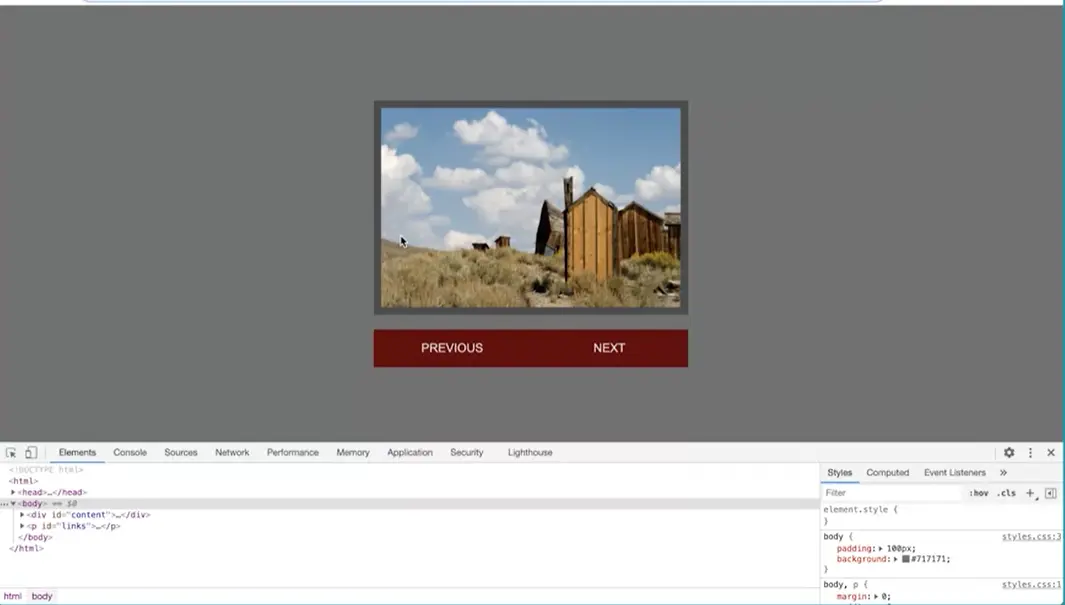 PREVIOUS NEXT
Elements Console Sources Network Performance Memory Application Security Lighthouse
<!DOCTYPE html>
<html>
▶<head>…</head>
…▼<body> == $0
▶<div id="content">…</div>
▶<p id="links">…</p>
</body>
</html>
html body
Styles Computed Event Listeners »
Filter :hov .cls +
element.style {
}
body { styles.css:3
padding:▶ 100px;
background:▶ #717171;
}
body, p { styles.css:1
margin:▶ 0;